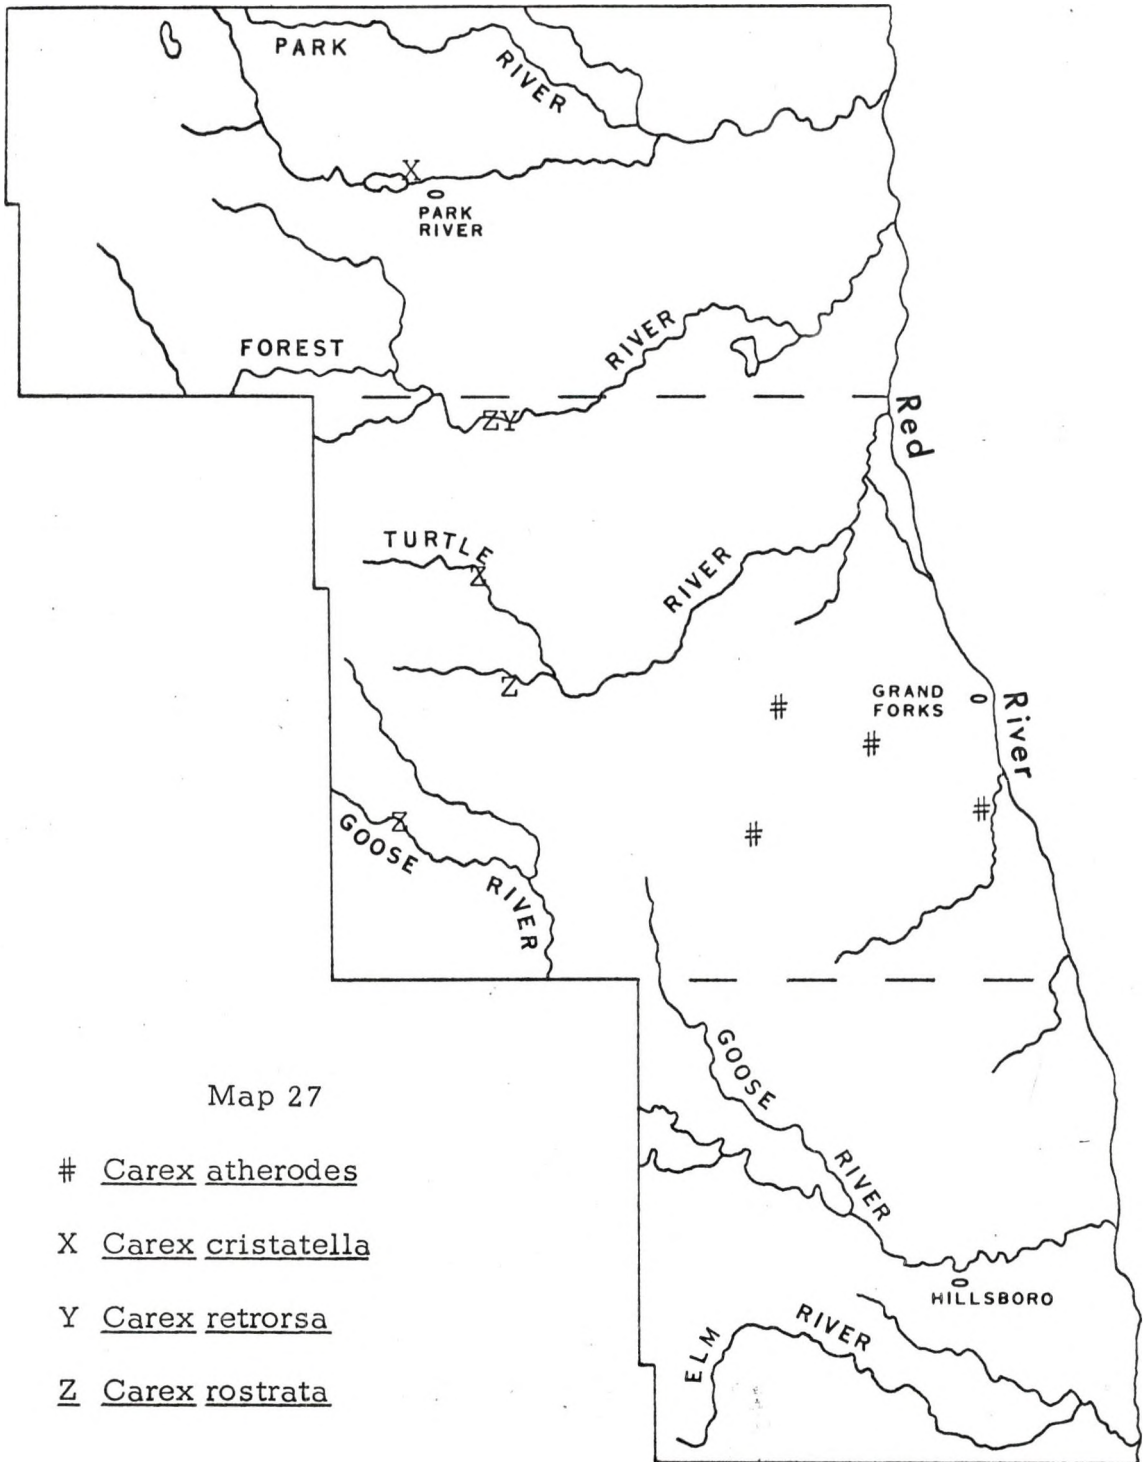 PARK
RIVER
X
PARK
RIVER
FOREST
RIVER
ZY
Red
TURTLE
Z
RIVER
Z
GRAND
FORKS
River
#
#
#
#
Z
GOOSE
RIVER
GOOSE
RIVER
HILLSBORO
ELM
RIVER
Map 27
# Carex atherodes
X Carex cristatella
Y Carex retrorsa
Z Carex rostrata